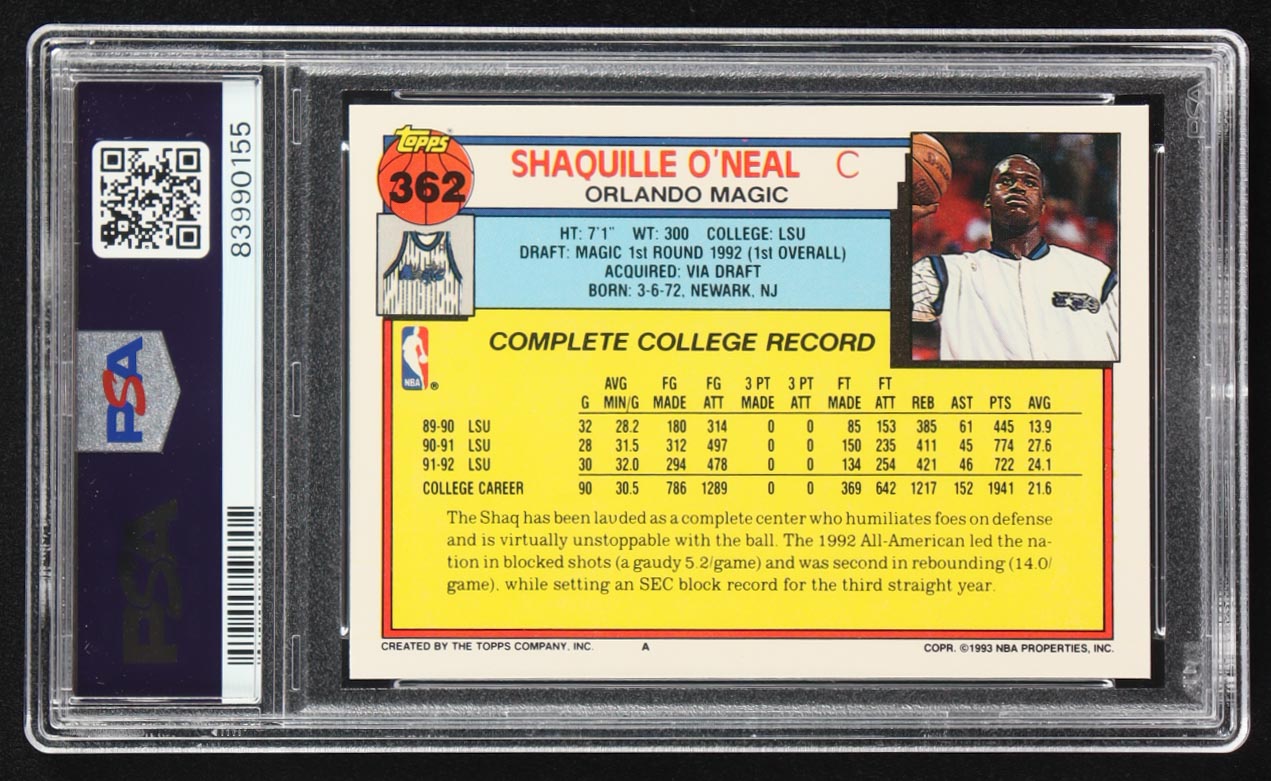 topps
362
SHAQUILLE O'NEAL C
ORLANDO MAGIC
HT: 7'1" WT: 300 COLLEGE: LSU
DRAFT: MAGIC 1st ROUND 1992 (1st OVERALL)
ACQUIRED: VIA DRAFT
BORN: 3-6-72, NEWARK, NJ
NBA ®
COMPLETE COLLEGE RECORD
AVG FG FG 3 PT 3 PT FT FT
G MIN/G MADE ATT MADE ATT MADE ATT REB AST PTS AVG
89-90 LSU 32 28.2 180 314 0 0 85 153 385 61 445 13.9
90-91 LSU 28 31.5 312 497 0 0 150 235 411 45 774 27.6
91-92 LSU 30 32.0 294 478 0 0 134 254 421 46 722 24.1
COLLEGE CAREER 90 30.5 786 1289 0 0 369 642 1217 152 1941 21.6
The Shaq has been lauded as a complete center who humiliates foes on defense
and is virtually unstoppable with the ball. The 1992 All-American led the na-
tion in blocked shots (a gaudy 5.2/game) and was second in rebounding (14.0/
game), while setting an SEC block record for the third straight year.
CREATED BY THE TOPPS COMPANY, INC. A COPR. ©1993 NBA PROPERTIES, INC.
83990155
PSA
PSA
PSA